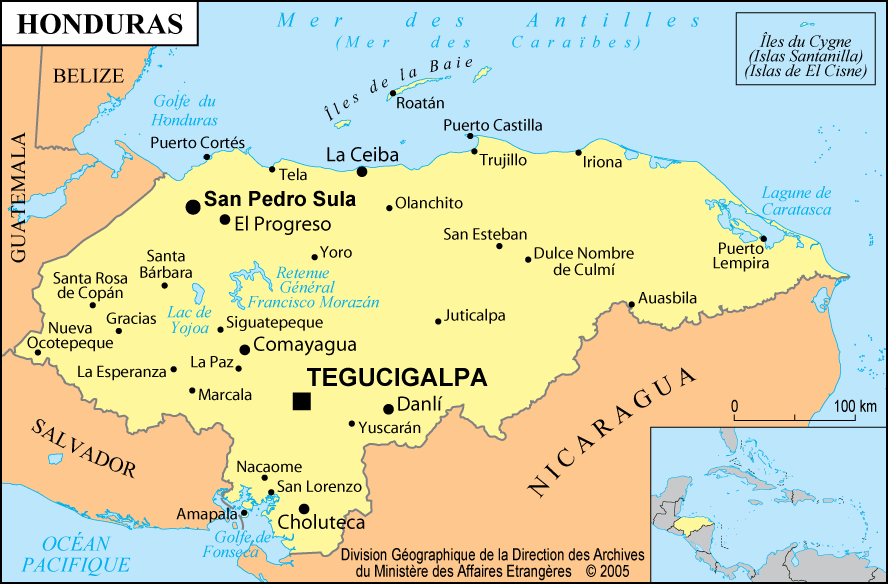 HONDURAS
Mer des Antilles
(Mer des Caraïbes)
Îles du Cygne
(Islas Santanilla)
(Islas de El Cisne)
BELIZE
Îles de la Baie
Roatán
Golfe du
Honduras
Puerto Cortés
Puerto Castilla
La Ceiba
Tela
Trujillo
Iriona
GUATEMALA
San Pedro Sula
El Progreso
Olanchito
Lagune de
Caratasca
San Esteban
Dulce Nombre
de Culmí
Puerto
Lempira
Yoro
Santa
Bárbara
Santa Rosa
de Copán
Retenue
Général
Francisco Morazán
Lac de
Yojoa
Auasbila
Gracias
Siguatepeque
Juticalpa
Nueva
Ocotepeque
Comayagua
La Paz
La Esperanza
TEGUCIGALPA
Marcala
Danlí
Yuscarán
NICARAGUA
0 100 km
SALVADOR
Nacaome
San Lorenzo
Amapala
Choluteca
Golfe de
Fonseca
OCÉAN
PACIFIQUE
Division Géographique de la Direction des Archives
du Ministère des Affaires Etrangères © 2005